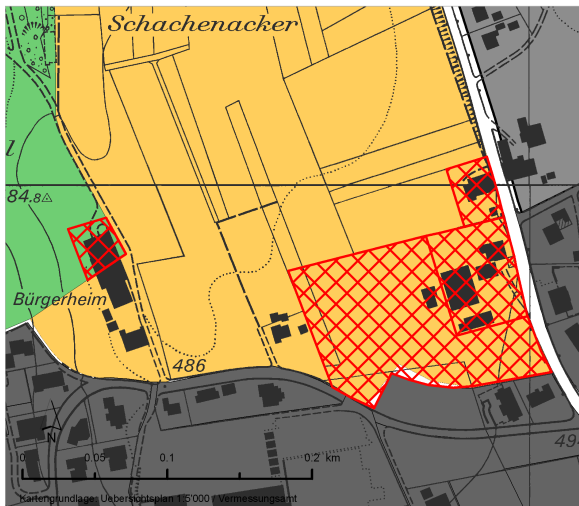 Schachenacker
l
84.8
Bürgerheim
486
494
N
0 0.05 0.1 0.2 km
Kartengrundlage: Uebersichtsplan 1:5'000 / Vermessungsamt